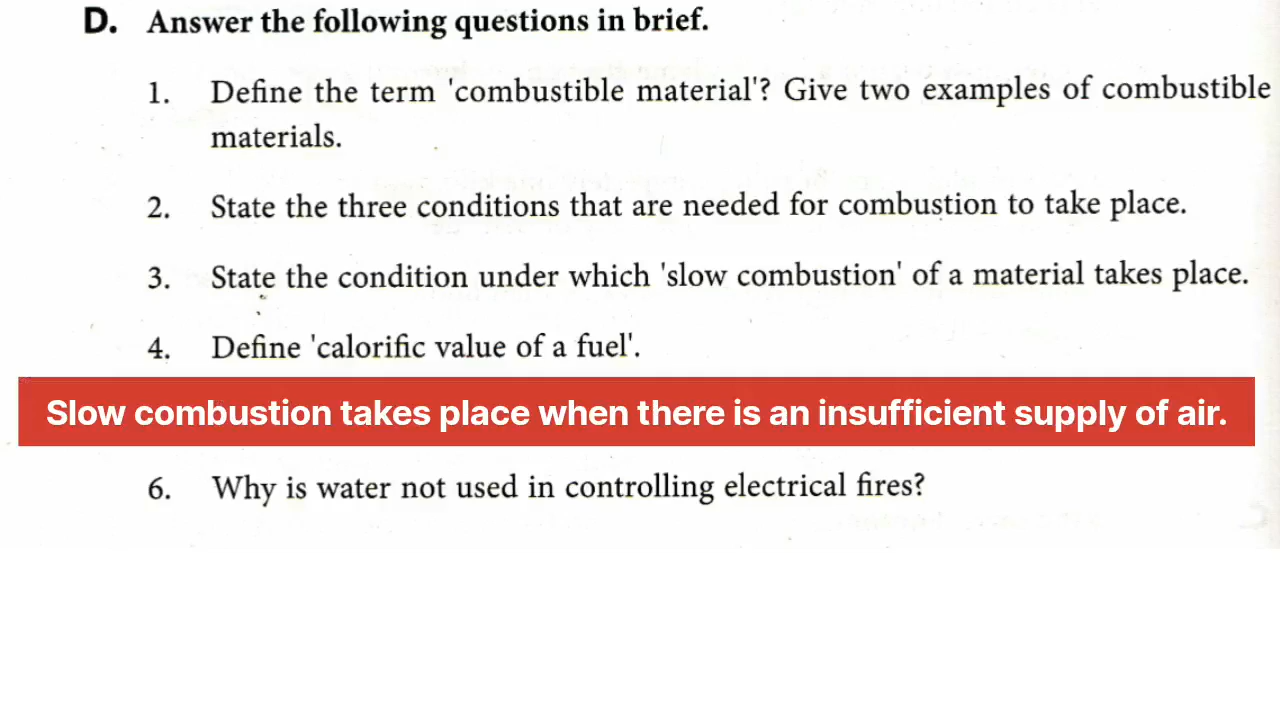 D. Answer the following questions in brief.
1. Define the term 'combustible material'? Give two examples of combustible
materials.
2. State the three conditions that are needed for combustion to take place.
3. State the condition under which 'slow combustion' of a material takes place.
4. Define 'calorific value of a fuel'.
Slow combustion takes place when there is an insufficient supply of air.
6. Why is water not used in controlling electrical fires?